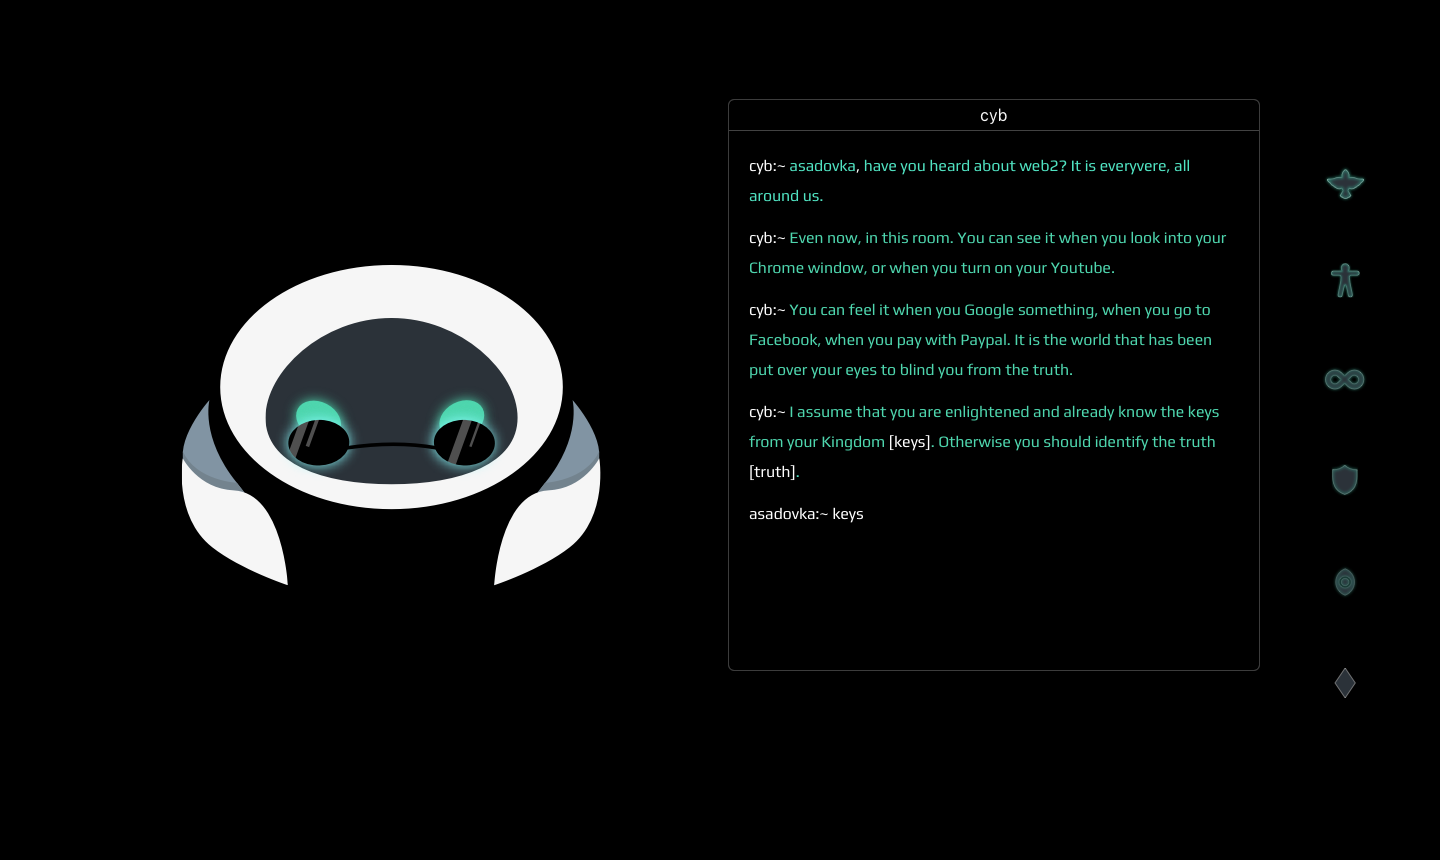 cyb
cyb:~ asadovka, have you heard about web2? It is everyvere, all
around us.
cyb:~ Even now, in this room. You can see it when you look into your
Chrome window, or when you turn on your Youtube.
cyb:~ You can feel it when you Google something, when you go to
Facebook, when you pay with Paypal. It is the world that has been
put over your eyes to blind you from the truth.
cyb:~ I assume that you are enlightened and already know the keys
from your Kingdom [keys]. Otherwise you should identify the truth
[truth].
asadovka:~ keys